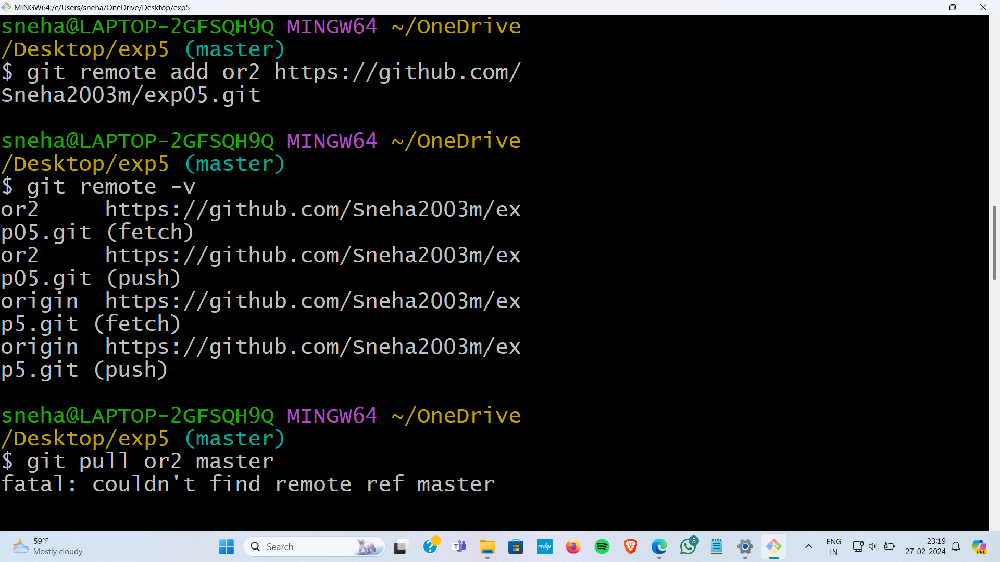 MINGW64:/c/Users/sneha/OneDrive/Desktop/exp5
sneha@LAPTOP-2GFSQH9Q MINGW64 ~/OneDrive
/Desktop/exp5 (master)
$ git remote add or2 https://github.com/
Sneha2003m/exp05.git
sneha@LAPTOP-2GFSQH9Q MINGW64 ~/OneDrive
/Desktop/exp5 (master)
$ git remote -v
or2 https://github.com/Sneha2003m/ex
p05.git (fetch)
or2 https://github.com/Sneha2003m/ex
p05.git (push)
origin https://github.com/Sneha2003m/ex
p5.git (fetch)
origin https://github.com/Sneha2003m/ex
p5.git (push)
sneha@LAPTOP-2GFSQH9Q MINGW64 ~/OneDrive
/Desktop/exp5 (master)
$ git pull or2 master
fatal: couldn't find remote ref master
59°F
Mostly cloudy
Search
myhp
5
ENG
IN
23:19
27-02-2024
PRE